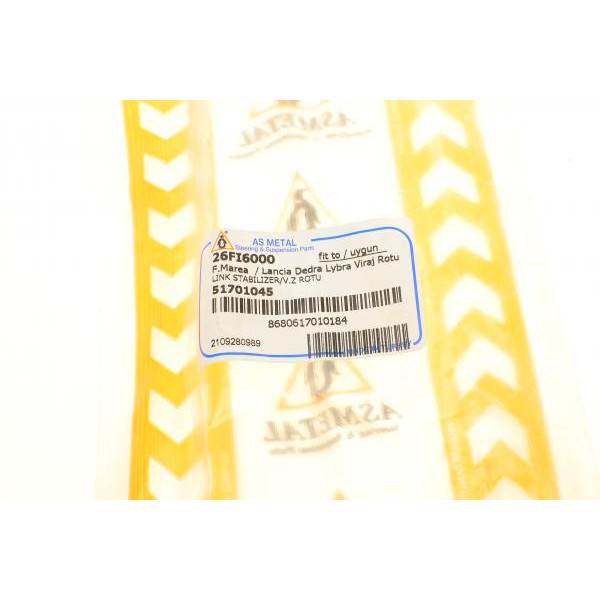 ASMETAL
AS METAL
Steering & Suspension Parts
26FI6000 fit to / uygun
F.Marea / Lancia Dedra Lybra Viraj Rotu
LINK STABILIZER/V.Z ROTU
51701045
8680617010184
2109280989
ASMETAL